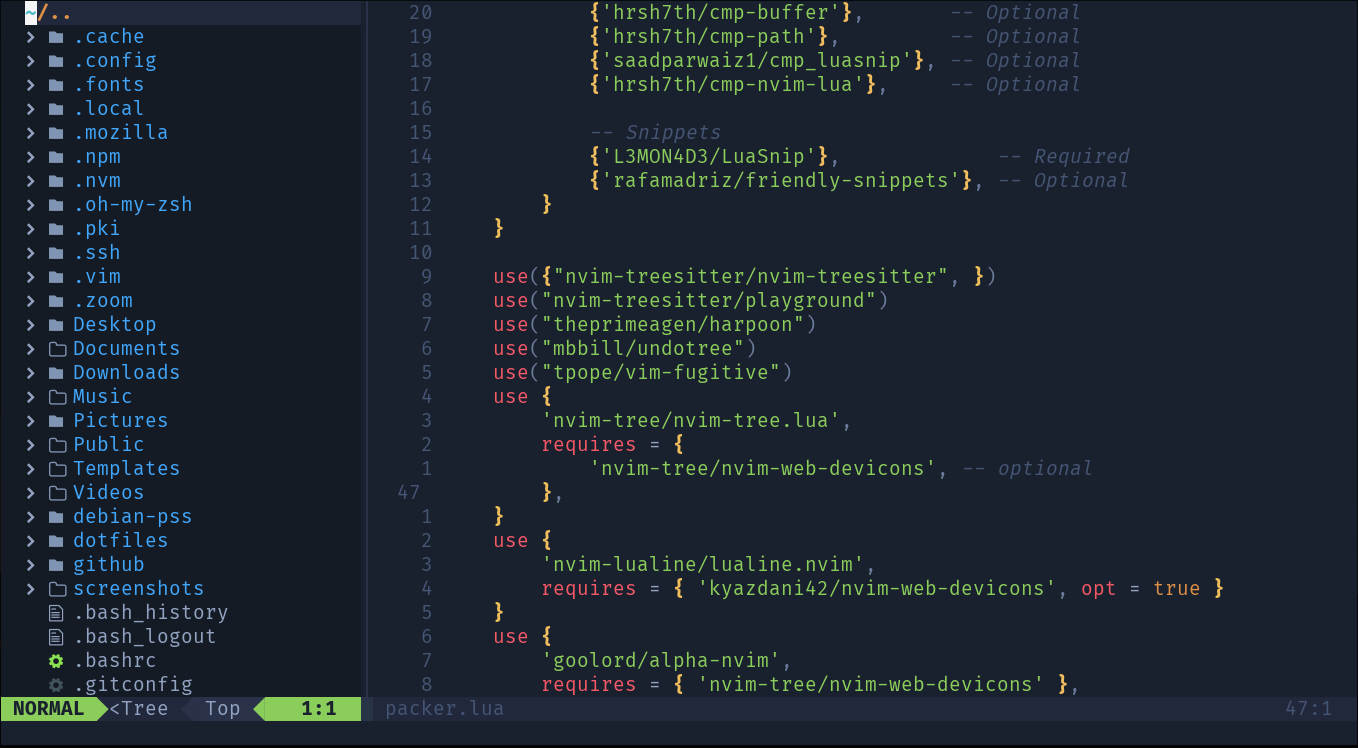 ~/..
.cache
.config
.fonts
.local
.mozilla
.npm
.nvm
.oh-my-zsh
.pki
.ssh
.vim
.zoom
Desktop
Documents
Downloads
Music
Pictures
Public
Templates
Videos
debian-pss
dotfiles
github
screenshots
.bash_history
.bash_logout
.bashrc
.gitconfig
20 {'hrsh7th/cmp-buffer'}, -- Optional
19 {'hrsh7th/cmp-path'}, -- Optional
18 {'saadparwaiz1/cmp_luasnip'}, -- Optional
17 {'hrsh7th/cmp-nvim-lua'}, -- Optional
16
15 -- Snippets
14 {'L3MON4D3/LuaSnip'}, -- Required
13 {'rafamadriz/friendly-snippets'}, -- Optional
12 }
11 }
10
9 use({"nvim-treesitter/nvim-treesitter", })
8 use("nvim-treesitter/playground")
7 use("theprimeagen/harpoon")
6 use("mbbill/undotree")
5 use("tpope/vim-fugitive")
4 use {
3 'nvim-tree/nvim-tree.lua',
2 requires = {
1 'nvim-tree/nvim-web-devicons', -- optional
47 },
1 }
2 use {
3 'nvim-lualine/lualine.nvim',
4 requires = { 'kyazdani42/nvim-web-devicons', opt = true }
5 }
6 use {
7 'goolord/alpha-nvim',
8 requires = { 'nvim-tree/nvim-web-devicons' },
NORMAL <Tree Top 1:1 packer.lua 47:1